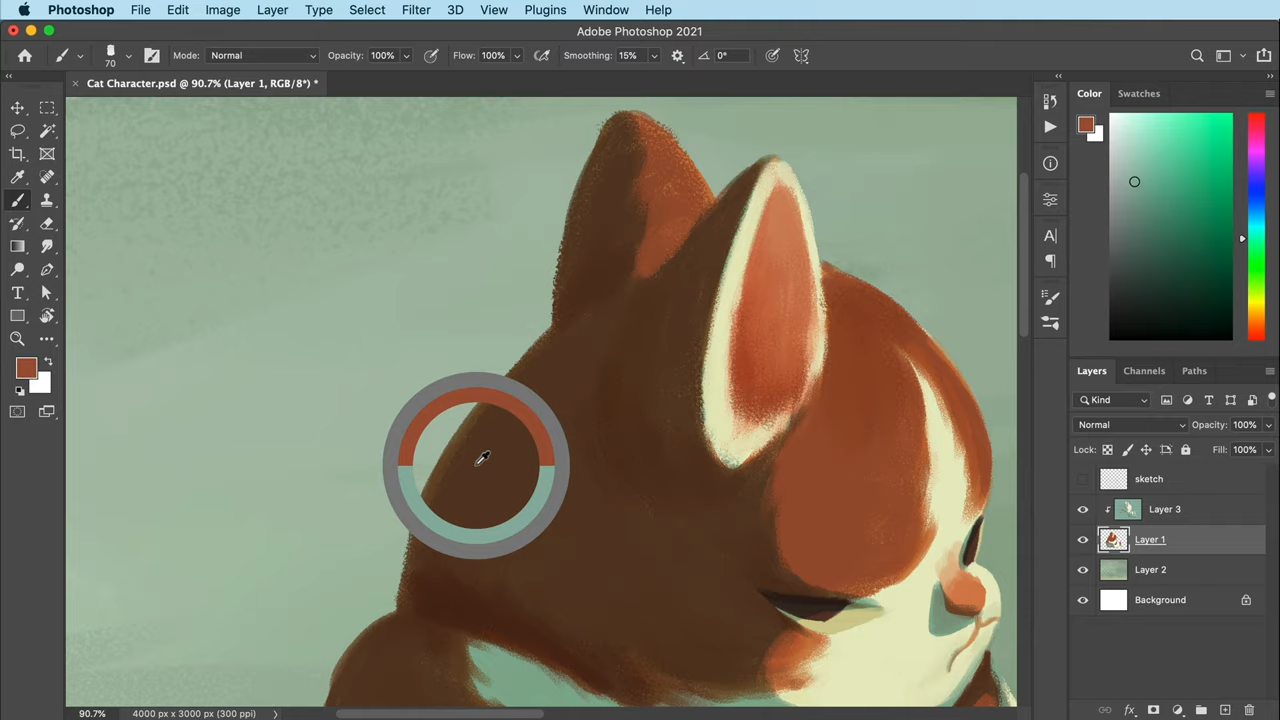 Photoshop File Edit Image Layer Type Select Filter 3D View Plugins Window Help
Adobe Photoshop 2021
70 Mode: Normal Opacity: 100% Flow: 100% Smoothing: 15% 0°
× Cat Character.psd @ 90.7% (Layer 1, RGB/8*) *
Color Swatches
Layers Channels Paths
Kind
Normal Opacity: 100%
Lock: Fill: 100%
sketch
Layer 3
Layer 1
Layer 2
Background
90.7% 4000 px x 3000 px (300 ppi)